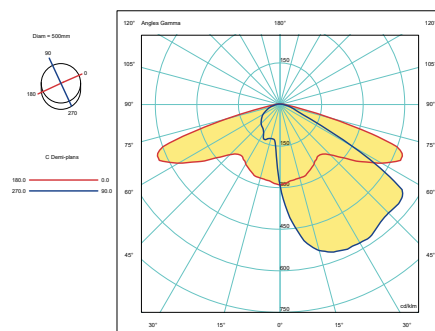 Diam = 500mm
90
0
180
270
C Demi-plans
180.0 0.0
270.0 90.0
120° Angles Gamma 180° 120°
105° 105°
150
90° 90°
75° 150 75°
300
60° 60°
450
45° 45°
600
cd/klm
750
30° 15° 0° 15° 30°